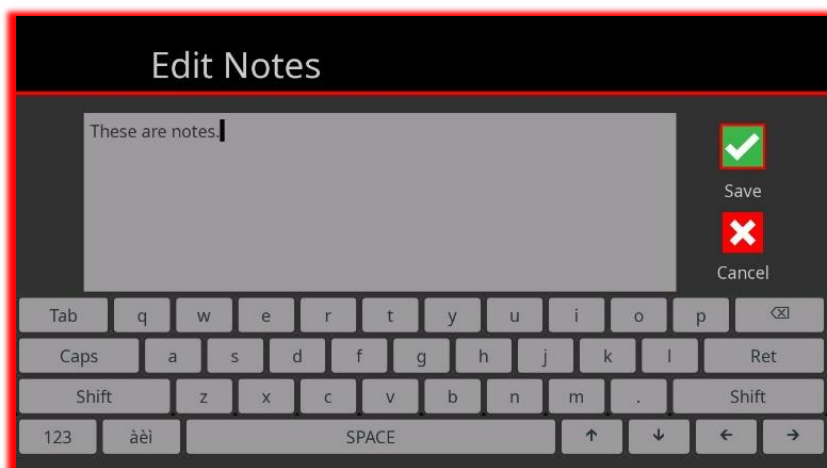 Edit Notes
These are notes.
Save
Cancel
Tab q w e r t y u i o p ⌫
Caps a s d f g h j k l Ret
Shift z x c v b n m . Shift
123 àèì SPACE ↑ ↓ ← →